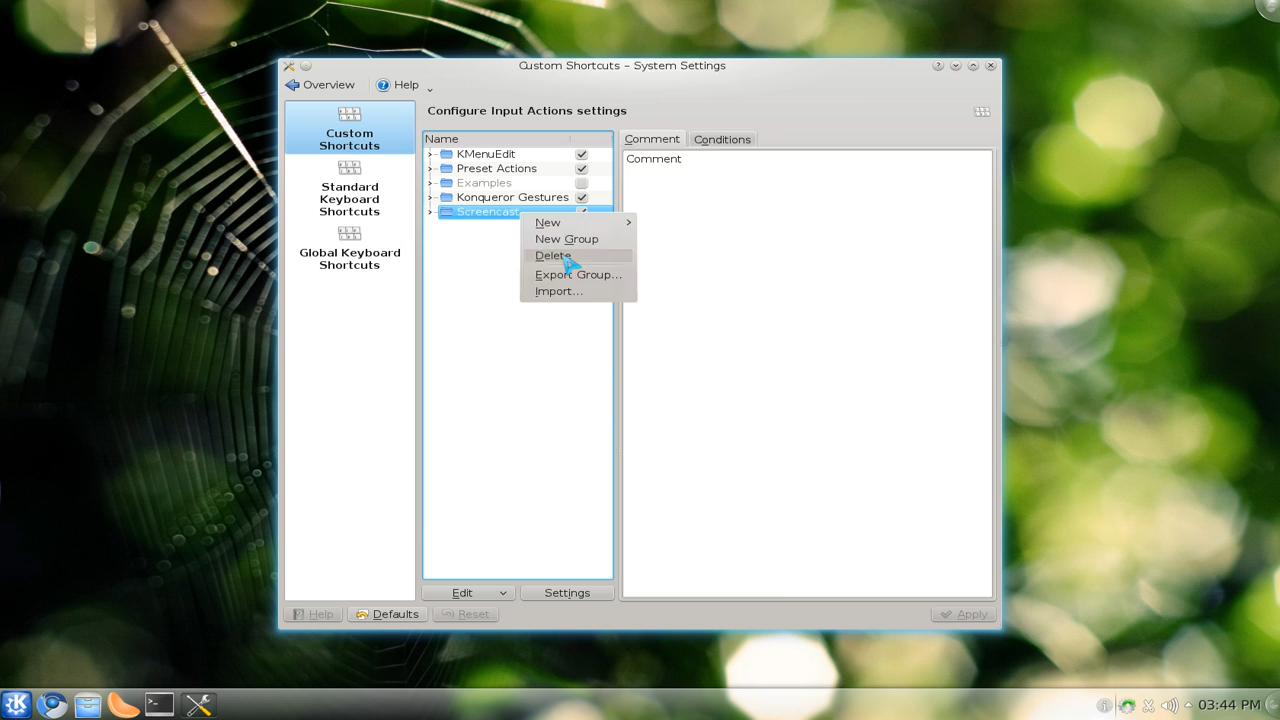 Custom Shortcuts – System Settings
Overview
Help
Custom
Shortcuts
Standard
Keyboard
Shortcuts
Global Keyboard
Shortcuts
Configure Input Actions settings
Name
KMenuEdit
Preset Actions
Examples
Konqueror Gestures
Screencast
New
New Group
Delete
Export Group...
Import...
Comment
Conditions
Comment
Edit
Settings
Help
Defaults
Reset
Apply
03:44 PM